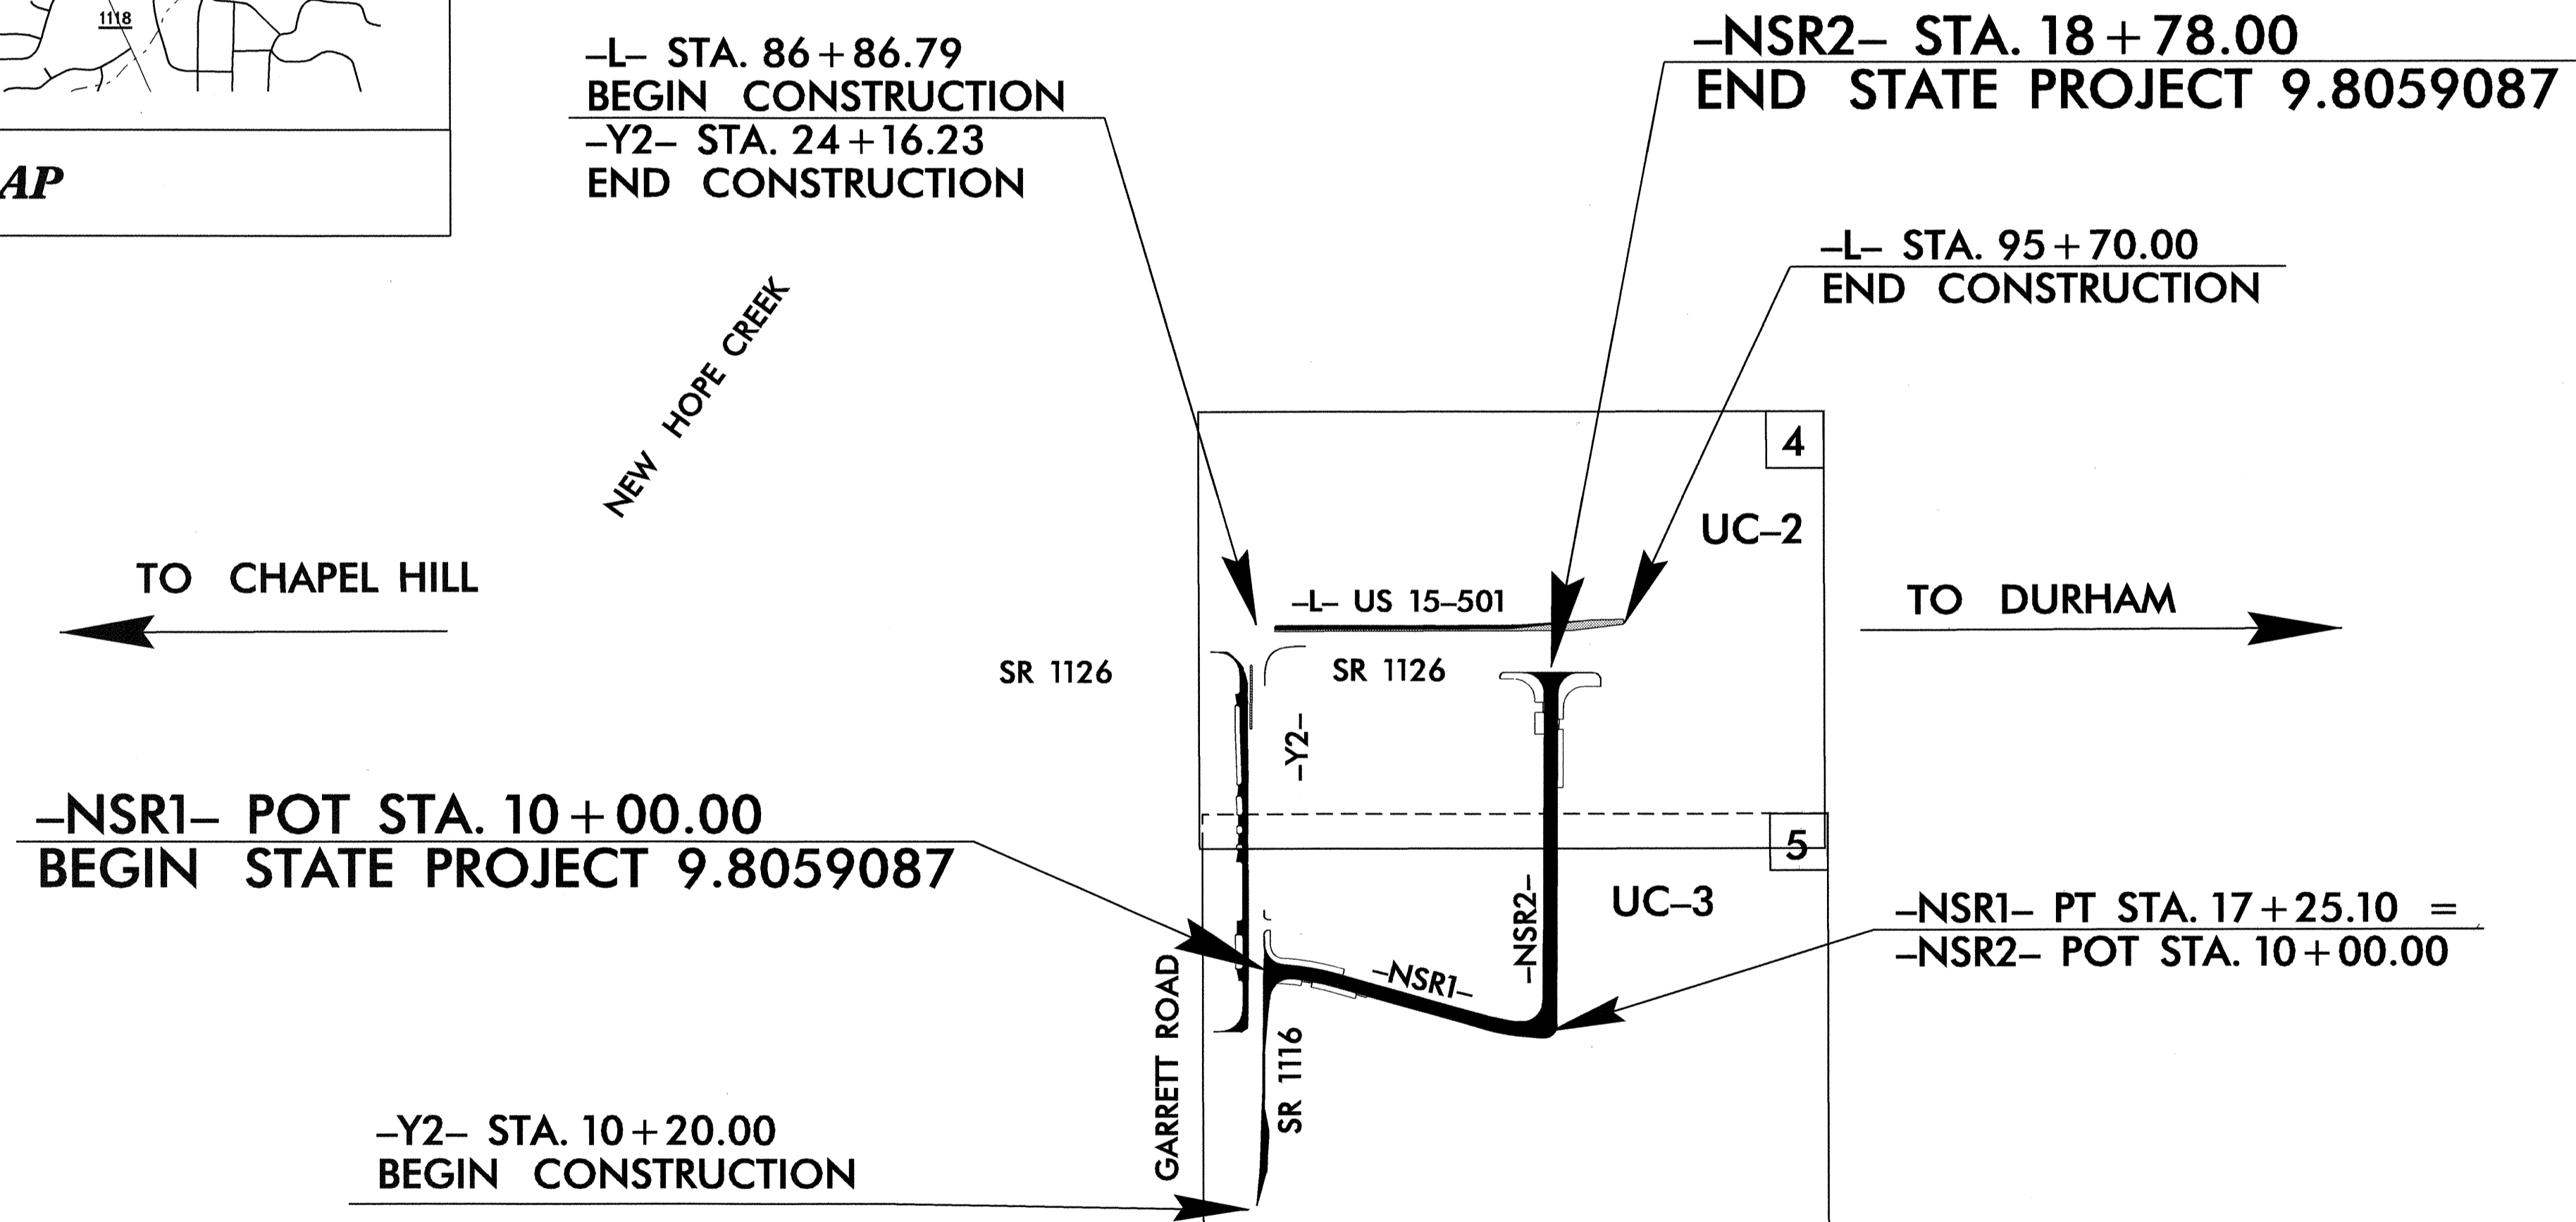 1118
AP
–L– STA. 86+86.79
BEGIN CONSTRUCTION
–Y2– STA. 24+16.23
END CONSTRUCTION
–NSR2– STA. 18+78.00
END STATE PROJECT 9.8059087
–L– STA. 95+70.00
END CONSTRUCTION
NEW HOPE CREEK
4
UC–2
TO CHAPEL HILL
–L– US 15–501
TO DURHAM
SR 1126
SR 1126
–Y2–
–NSR1– POT STA. 10+00.00
BEGIN STATE PROJECT 9.8059087
5
UC–3
–NSR2–
–NSR1– PT STA. 17+25.10 =
–NSR2– POT STA. 10+00.00
–NSR1–
GARRETT ROAD
SR 1116
–Y2– STA. 10+20.00
BEGIN CONSTRUCTION